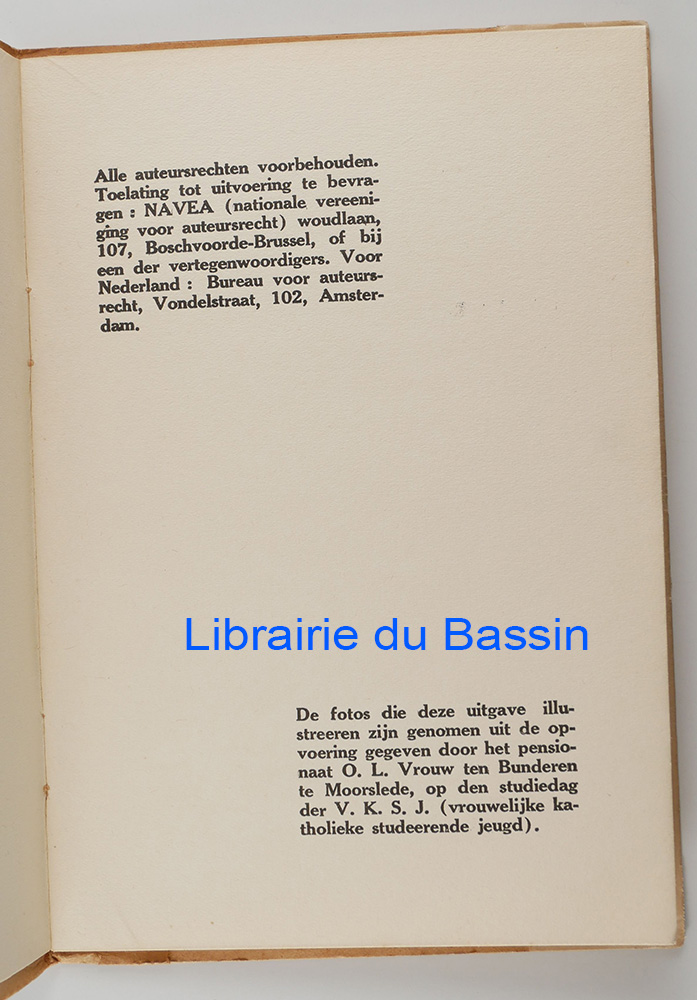 Alle auteursrechten voorbehouden.
Toelating tot uitvoering te bevra-
gen : NAVEA (nationale vereeni-
ging voor auteursrecht) woudlaan,
107, Boschvoorde-Brussel, of bij
een der vertegenwoordigers. Voor
Nederland : Bureau voor auteurs-
recht, Vondelstraat, 102, Amster-
dam.
Librairie du Bassin
De fotos die deze uitgave illu-
streeren zijn genomen uit de op-
voering gegeven door het pensio-
naat O. L. Vrouw ten Bunderen
te Moorslede, op den studiedag
der V. K. S. J. (vrouwelijke ka-
tholieke studeerende jeugd).